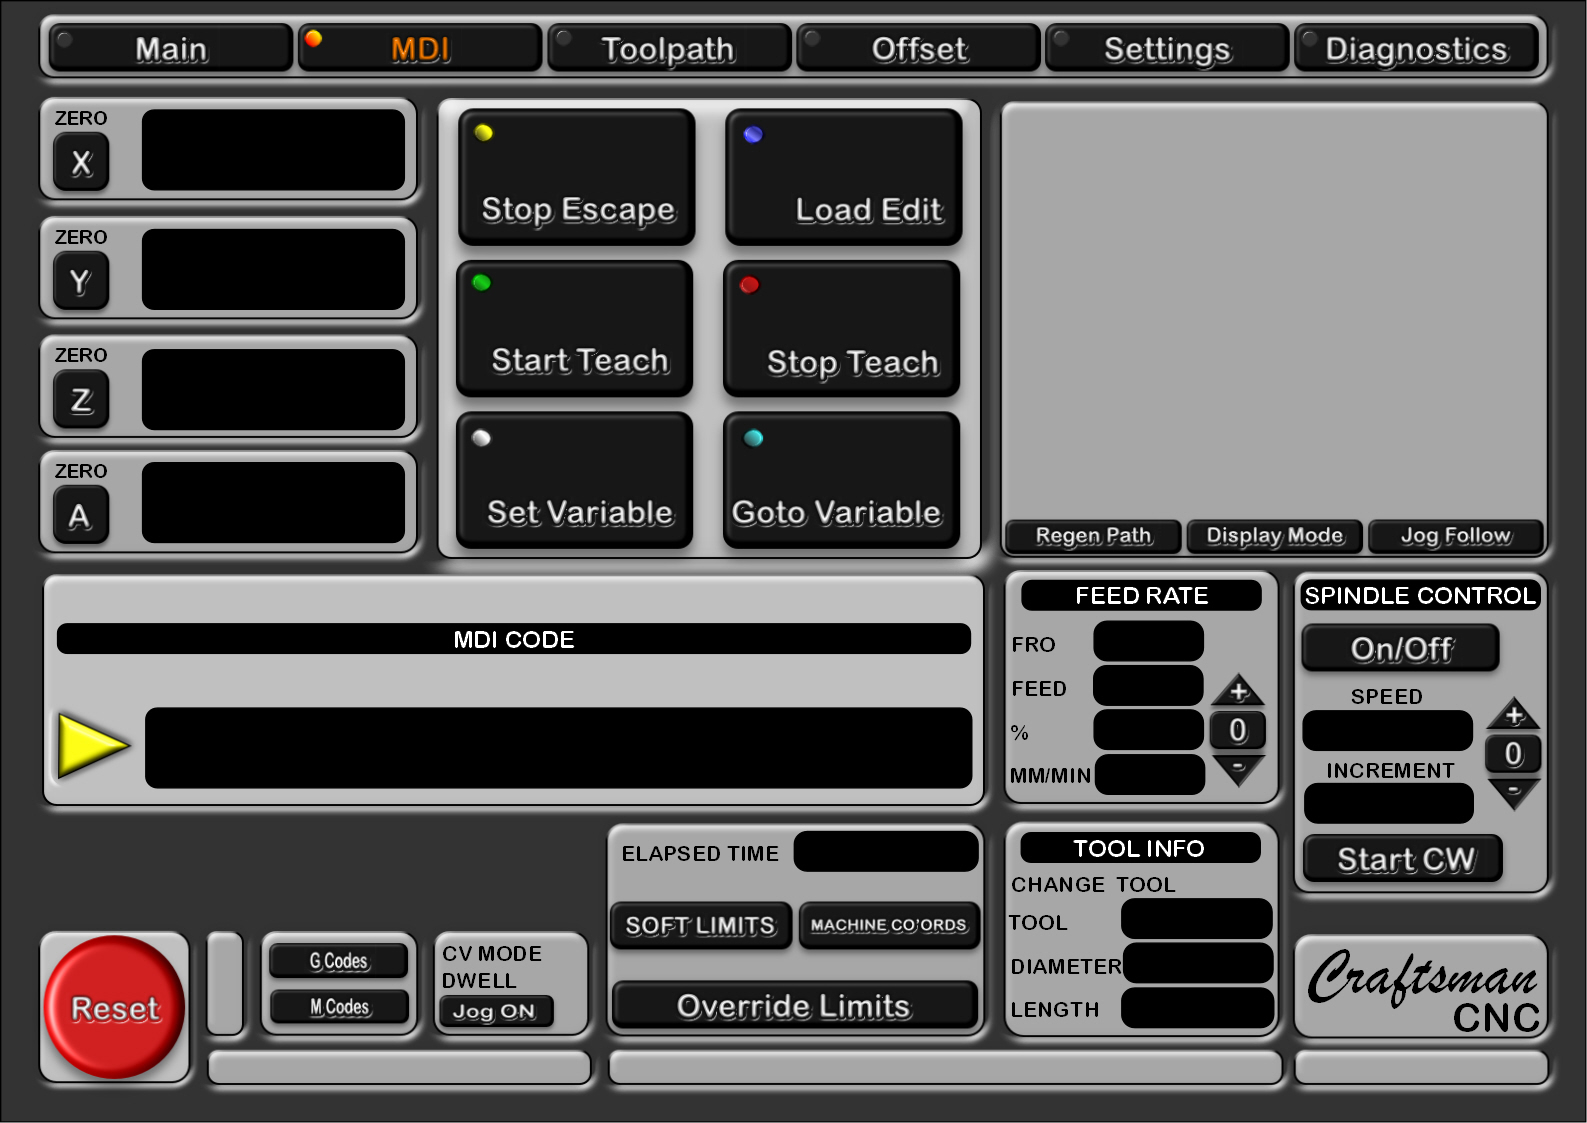 Main
MDI
Toolpath
Offset
Settings
Diagnostics
ZERO
X
ZERO
Y
ZERO
Z
ZERO
A
Stop Escape
Load Edit
Start Teach
Stop Teach
Set Variable
Goto Variable
Regen Path
Display Mode
Jog Follow
MDI CODE
FEED RATE
FRO
FEED
%
MM/MIN
+
0
-
SPINDLE CONTROL
On/Off
SPEED
INCREMENT
+
0
-
Start CW
ELAPSED TIME
SOFT LIMITS
MACHINE CO'ORDS
Override Limits
TOOL INFO
CHANGE TOOL
TOOL
DIAMETER
LENGTH
Reset
G Codes
M Codes
CV MODE
DWELL
Jog ON
Craftsman
CNC